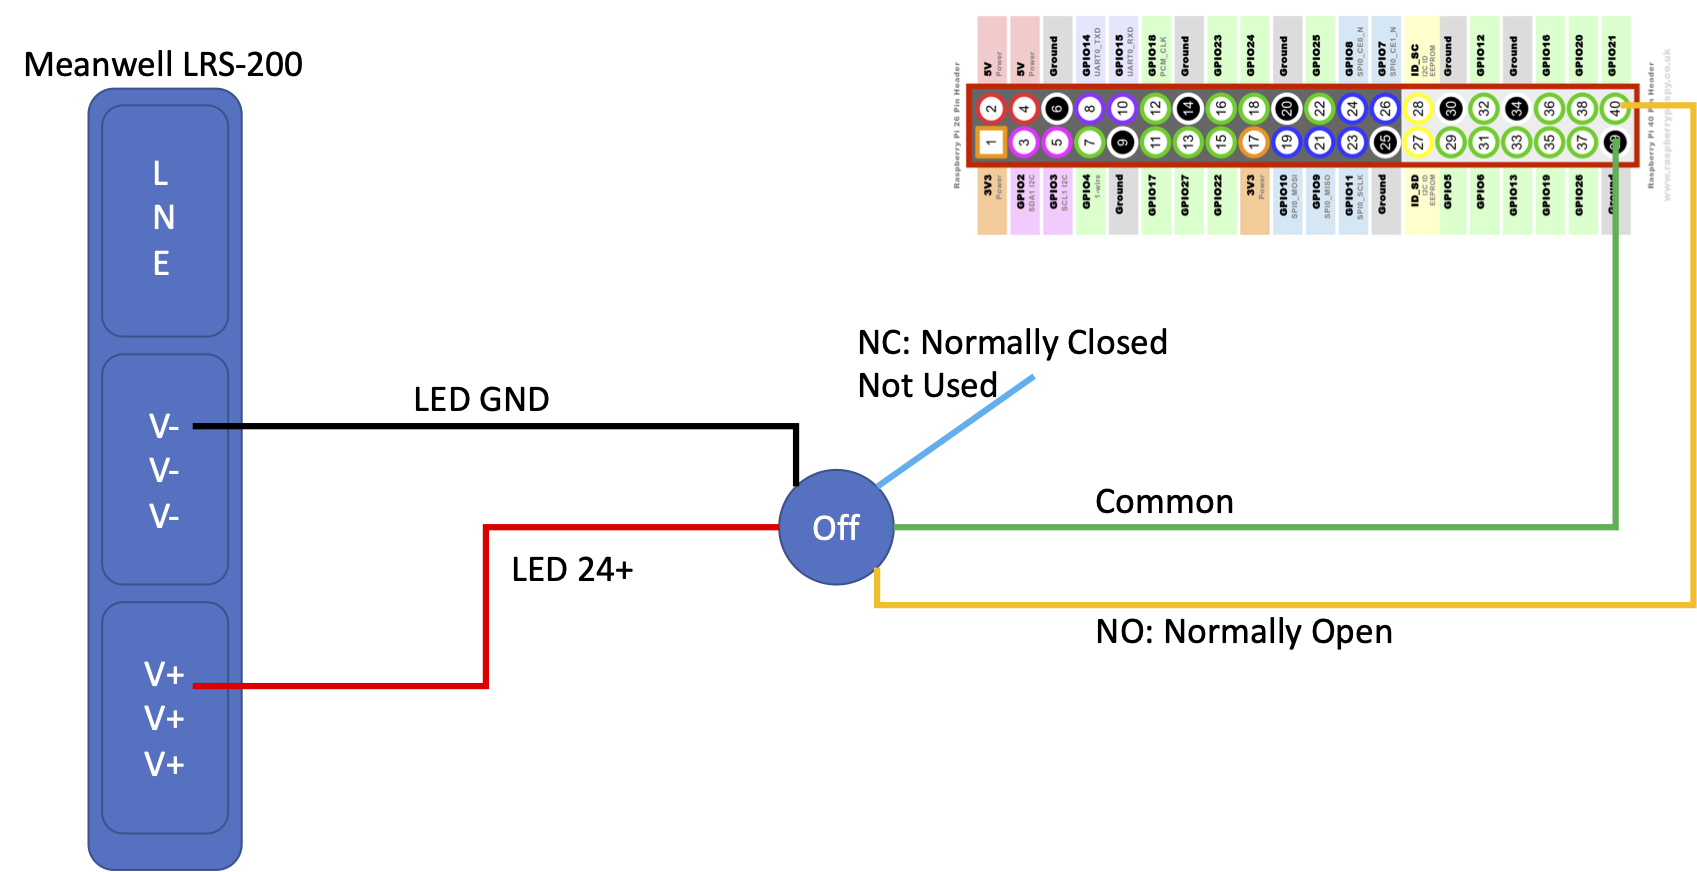 Meanwell LRS-200
L
N
E
V-
V-
V-
V+
V+
V+
LED GND
LED 24+
Off
NC: Normally Closed
Not Used
Common
NO: Normally Open
Raspberry Pi 26 Pin Header
5V
Power
5V
Power
Ground
GPIO14
UART0_TXD
GPIO15
UART0_RXD
GPIO18
PCM_CLK
Ground
GPIO23
GPIO24
Ground
GPIO25
GPIO8
SPI0_CE0_N
GPIO7
SPI0_CE1_N
ID_SC
I2C ID
EEPROM
Ground
GPIO12
Ground
GPIO16
GPIO20
GPIO21
2 4 6 8 10 12 14 16 18 20 22 24 26 28 30 32 34 36 38 40
1 3 5 7 9 11 13 15 17 19 21 23 25 27 29 31 33 35 37
3V3
Power
GPIO2
SDA1 I2C
GPIO3
SCL1 I2C
GPIO4
1-wire
Ground
GPIO17
GPIO27
GPIO22
3V3
Power
GPIO10
SPI0_MOSI
GPIO9
SPI0_MISO
GPIO11
SPI0_SCLK
Ground
ID_SD
I2C ID
EEPROM
GPIO5
GPIO6
GPIO13
GPIO19
GPIO26
Ground
Raspberry Pi 40 Pin Header